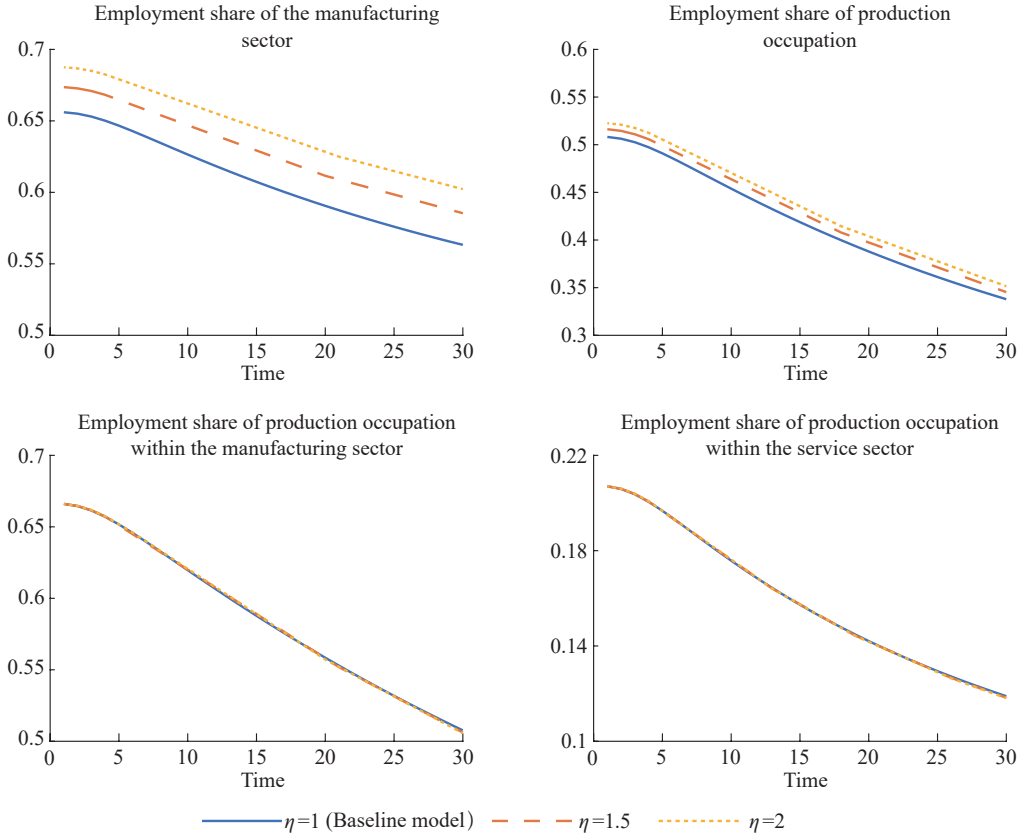 Employment share of the manufacturing
sector
0.7
0.65
0.6
0.55
0.5
0 5 10 15 20 25 30
Time
Employment share of production
occupation
0.6
0.55
0.5
0.45
0.4
0.35
0.3
0 5 10 15 20 25 30
Time
Employment share of production occupation
within the manufacturing sector
0.7
0.65
0.6
0.55
0.5
0 5 10 15 20 25 30
Time
Employment share of production occupation
within the service sector
0.22
0.18
0.14
0.1
0 5 10 15 20 25 30
Time
η=1 (Baseline model) η=1.5 η=2